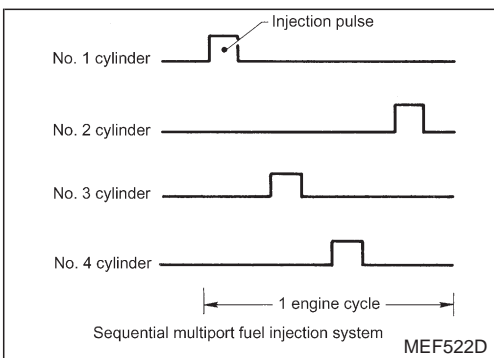 Injection pulse
No. 1 cylinder
No. 2 cylinder
No. 3 cylinder
No. 4 cylinder
1 engine cycle
Sequential multiport fuel injection system
MEF522D